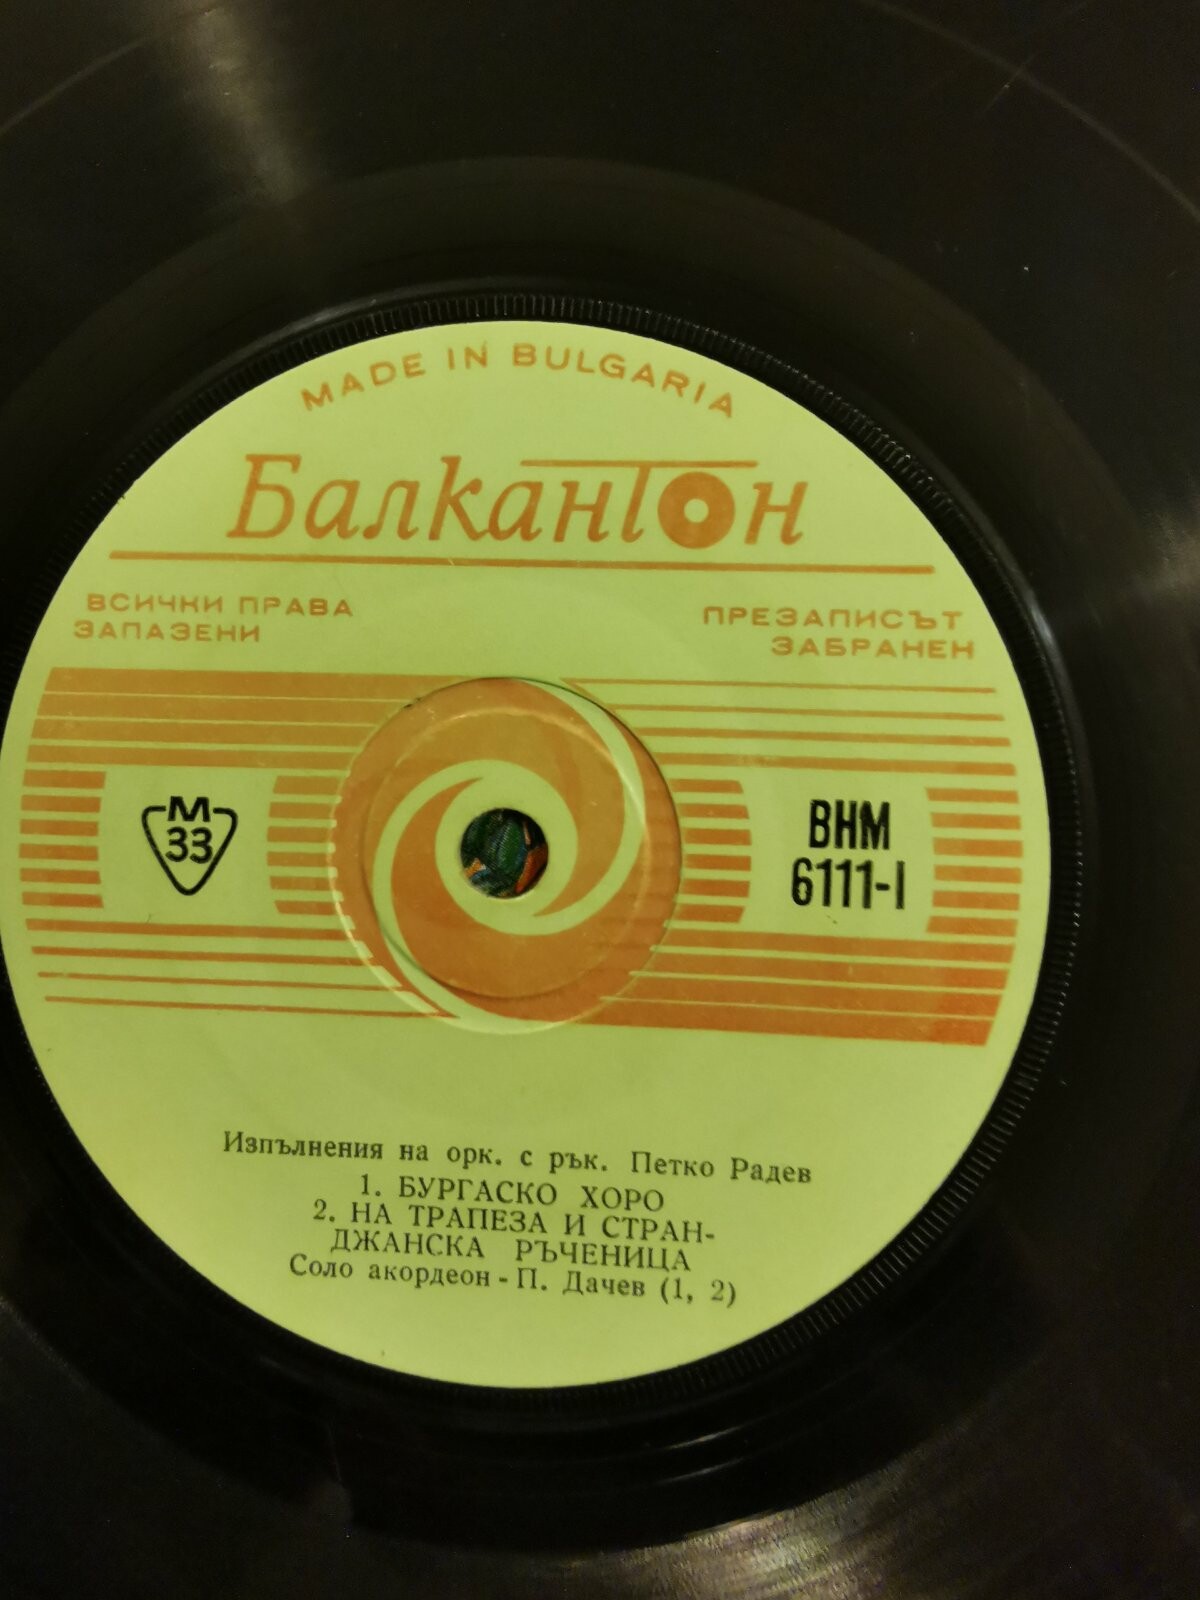 MADE IN BULGARIA
Балкантон
ВСИЧКИ ПРАВА
ЗАПАЗЕНИ
ПРЕЗАПИСЪТ
ЗАБРАНЕН
М
33
ВНМ
6111-I
Изпълнения на орк. с рък. Петко Радев
1. БУРГАСКО ХОРО
2. НА ТРАПЕЗА И СТРАН-
ДЖАНСКА РЪЧЕНИЦА
Соло акордеон - П. Дачев (1, 2)